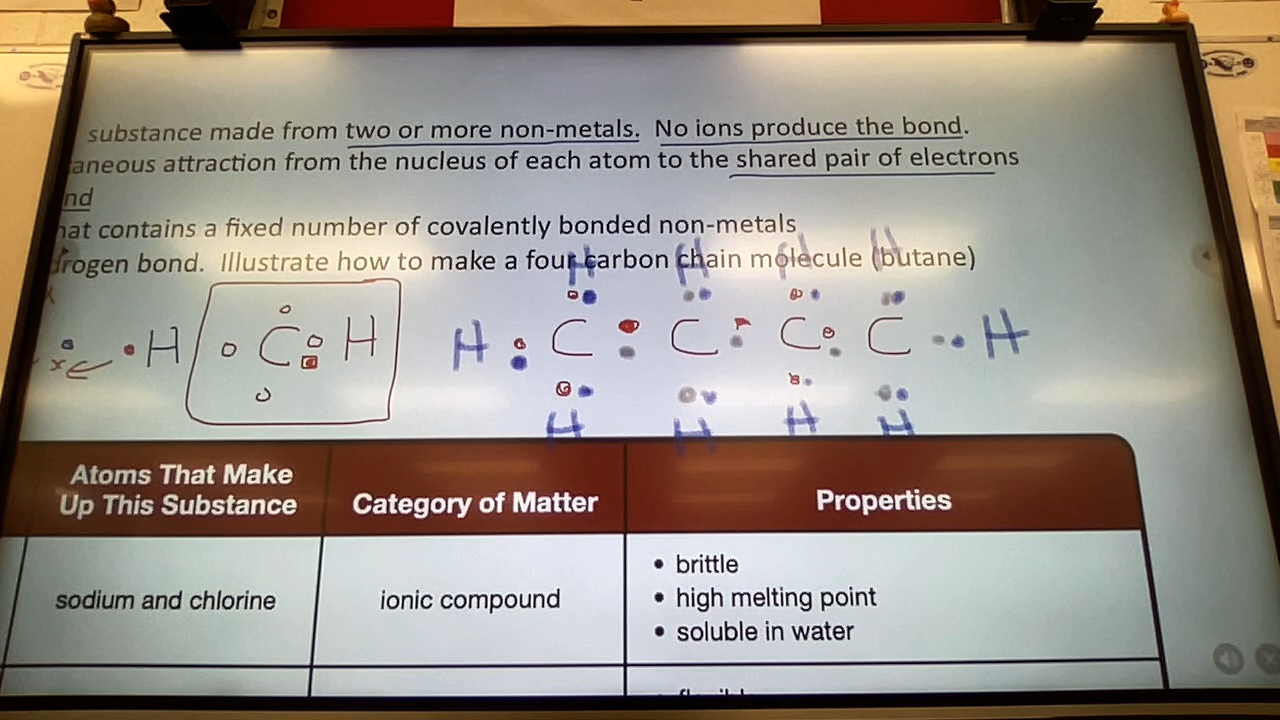 substance made from two or more non-metals. No ions produce the bond.
aneous attraction from the nucleus of each atom to the shared pair of electrons
nd
hat contains a fixed number of covalently bonded non-metals
drogen bond. Illustrate how to make a four carbon chain molecule (butane)
H H H H
H C H H C C C C H
H H H H
Atoms That Make
Up This Substance
Category of Matter
Properties
sodium and chlorine
ionic compound
• brittle
• high melting point
• soluble in water